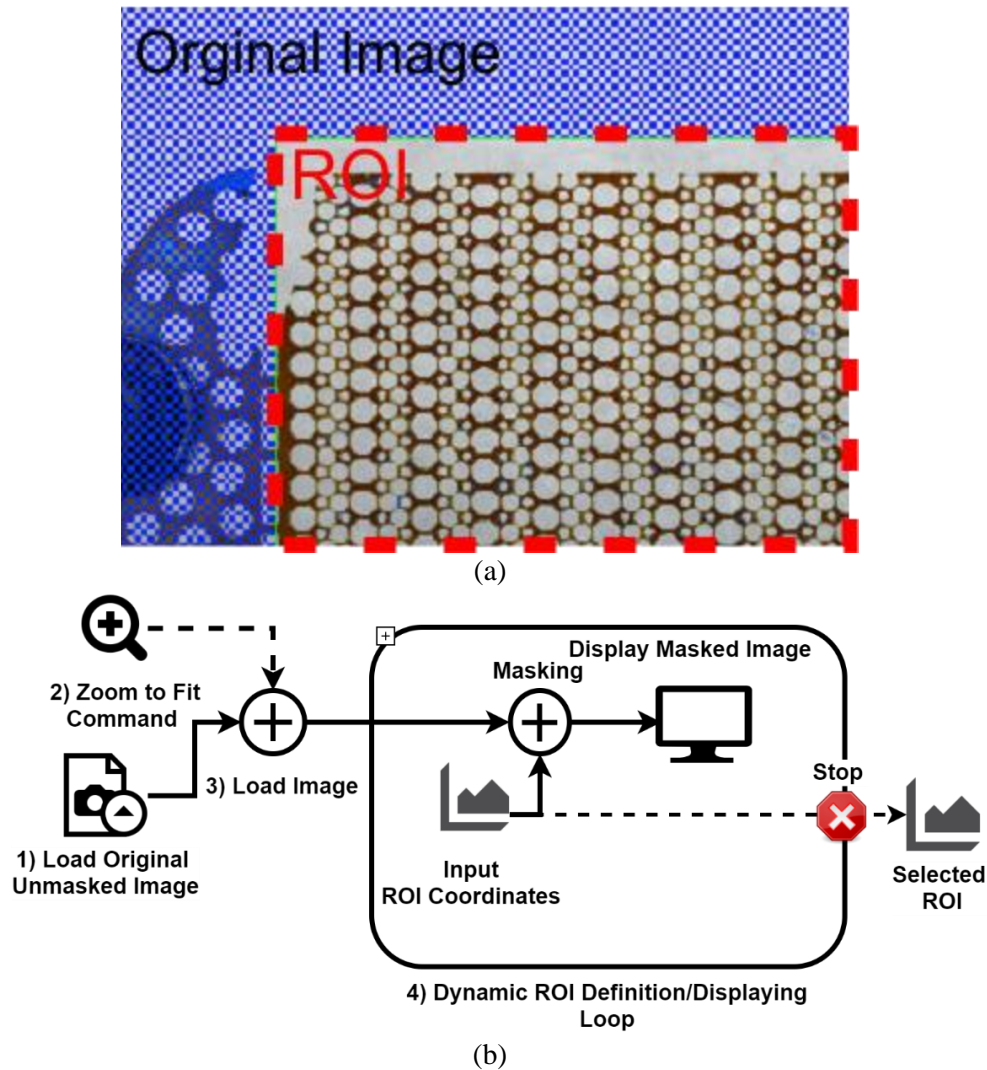 Orginal Image
ROI
(a)
2) Zoom to Fit
Command
3) Load Image
1) Load Original
Unmasked Image
Display Masked Image
Masking
Input
ROI Coordinates
Stop
Selected
ROI
4) Dynamic ROI Definition/Displaying
Loop
(b)